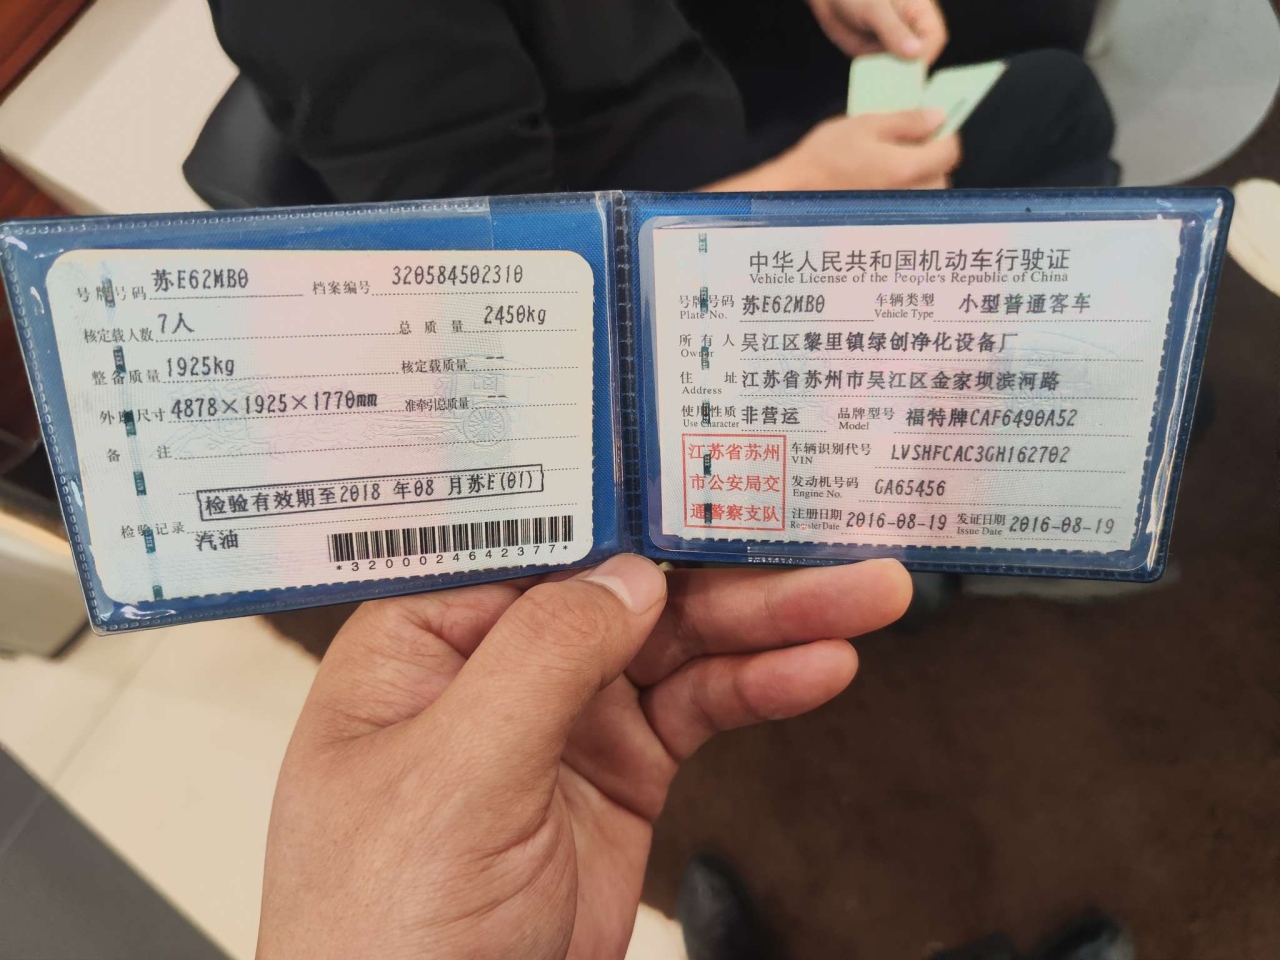 号牌号码 苏E62MB0 档案编号 320584502310
核定载人数 7人 总质量 2450kg
整备质量 1925kg 核定载质量 --
外廓尺寸 4878×1925×1770mm 准牵引总质量 --
备注
检验有效期至2018 年08 月苏E(01)
检验记录
汽油
*3200024642377*
中华人民共和国机动车行驶证
Vehicle License of the People's Republic of China
号牌号码 苏E62MB0 车辆类型 小型普通客车
Plate No. Vehicle Type
所有人 吴江区黎里镇绿创净化设备厂
Owner
住址 江苏省苏州市吴江区金家坝滨河路
Address
使用性质 非营运 品牌型号 福特牌CAF6490A52
Use Character Model
江苏省苏州
市公安局交
通警察支队
车辆识别代号 LVSHFCAC3GH162702
VIN
发动机号码 GA65456
Engine No.
注册日期 2016-08-19 发证日期 2016-08-19
Register Date Issue Date